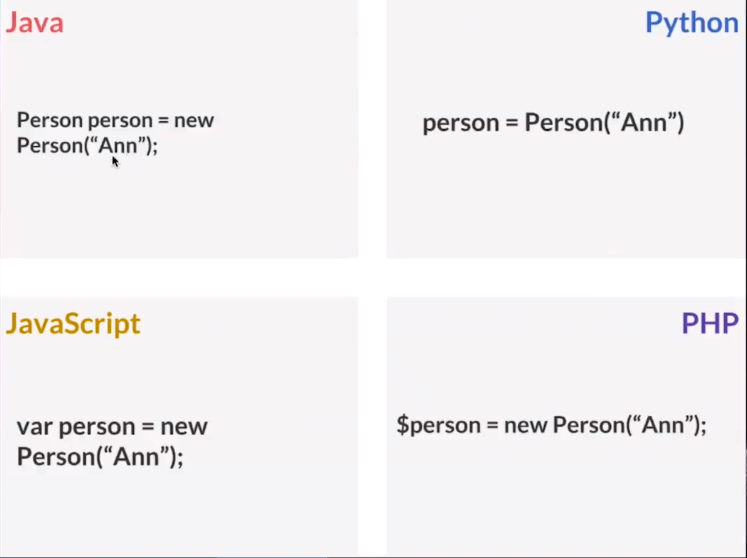 Java
Person person = new
Person(“Ann”);
Python
person = Person(“Ann”)
JavaScript
var person = new
Person(“Ann”);
PHP
$person = new Person(“Ann”);